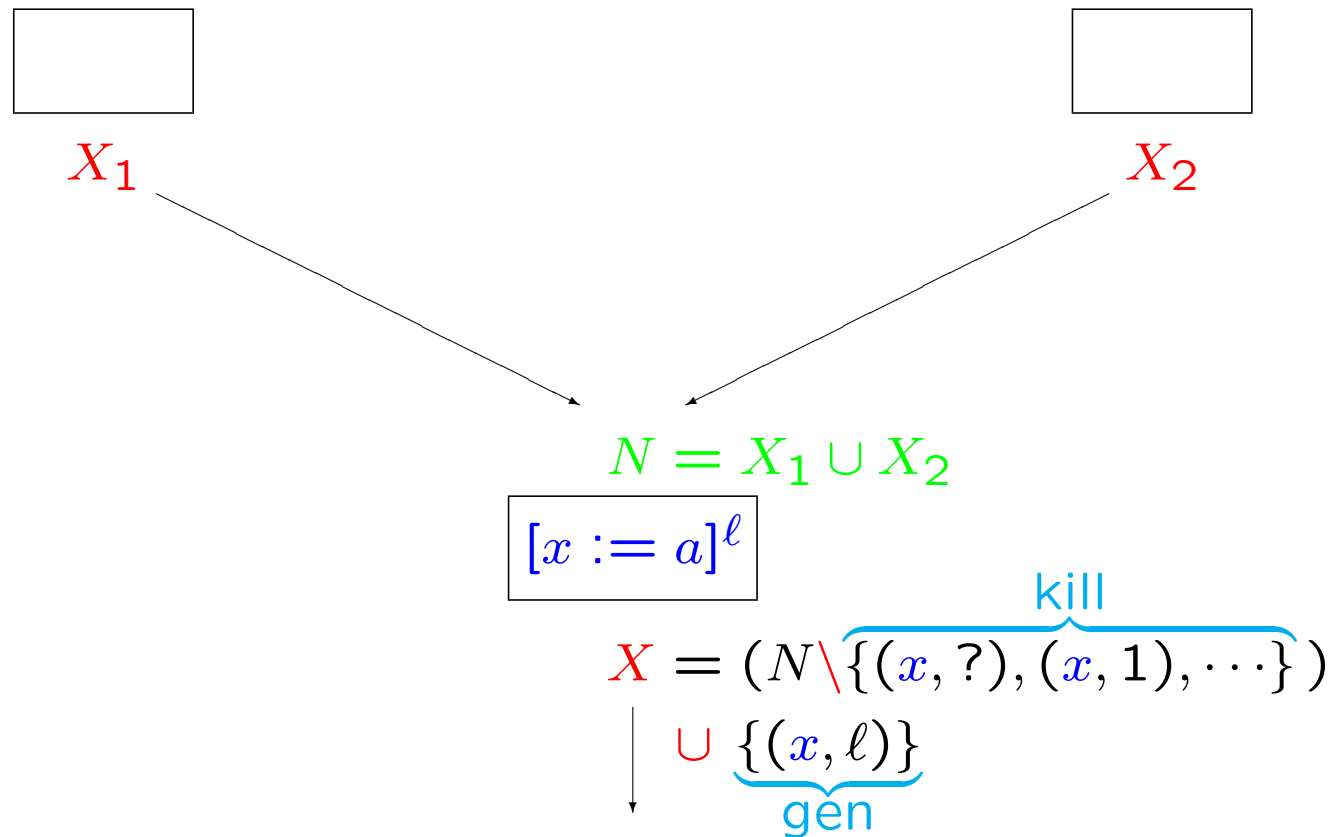 X₁ X₂
N = X₁ ∪ X₂
[x := a]^ℓ
kill
X = (N\{(x, ?), (x, 1), ···} )
∪ {(x, ℓ)}
gen